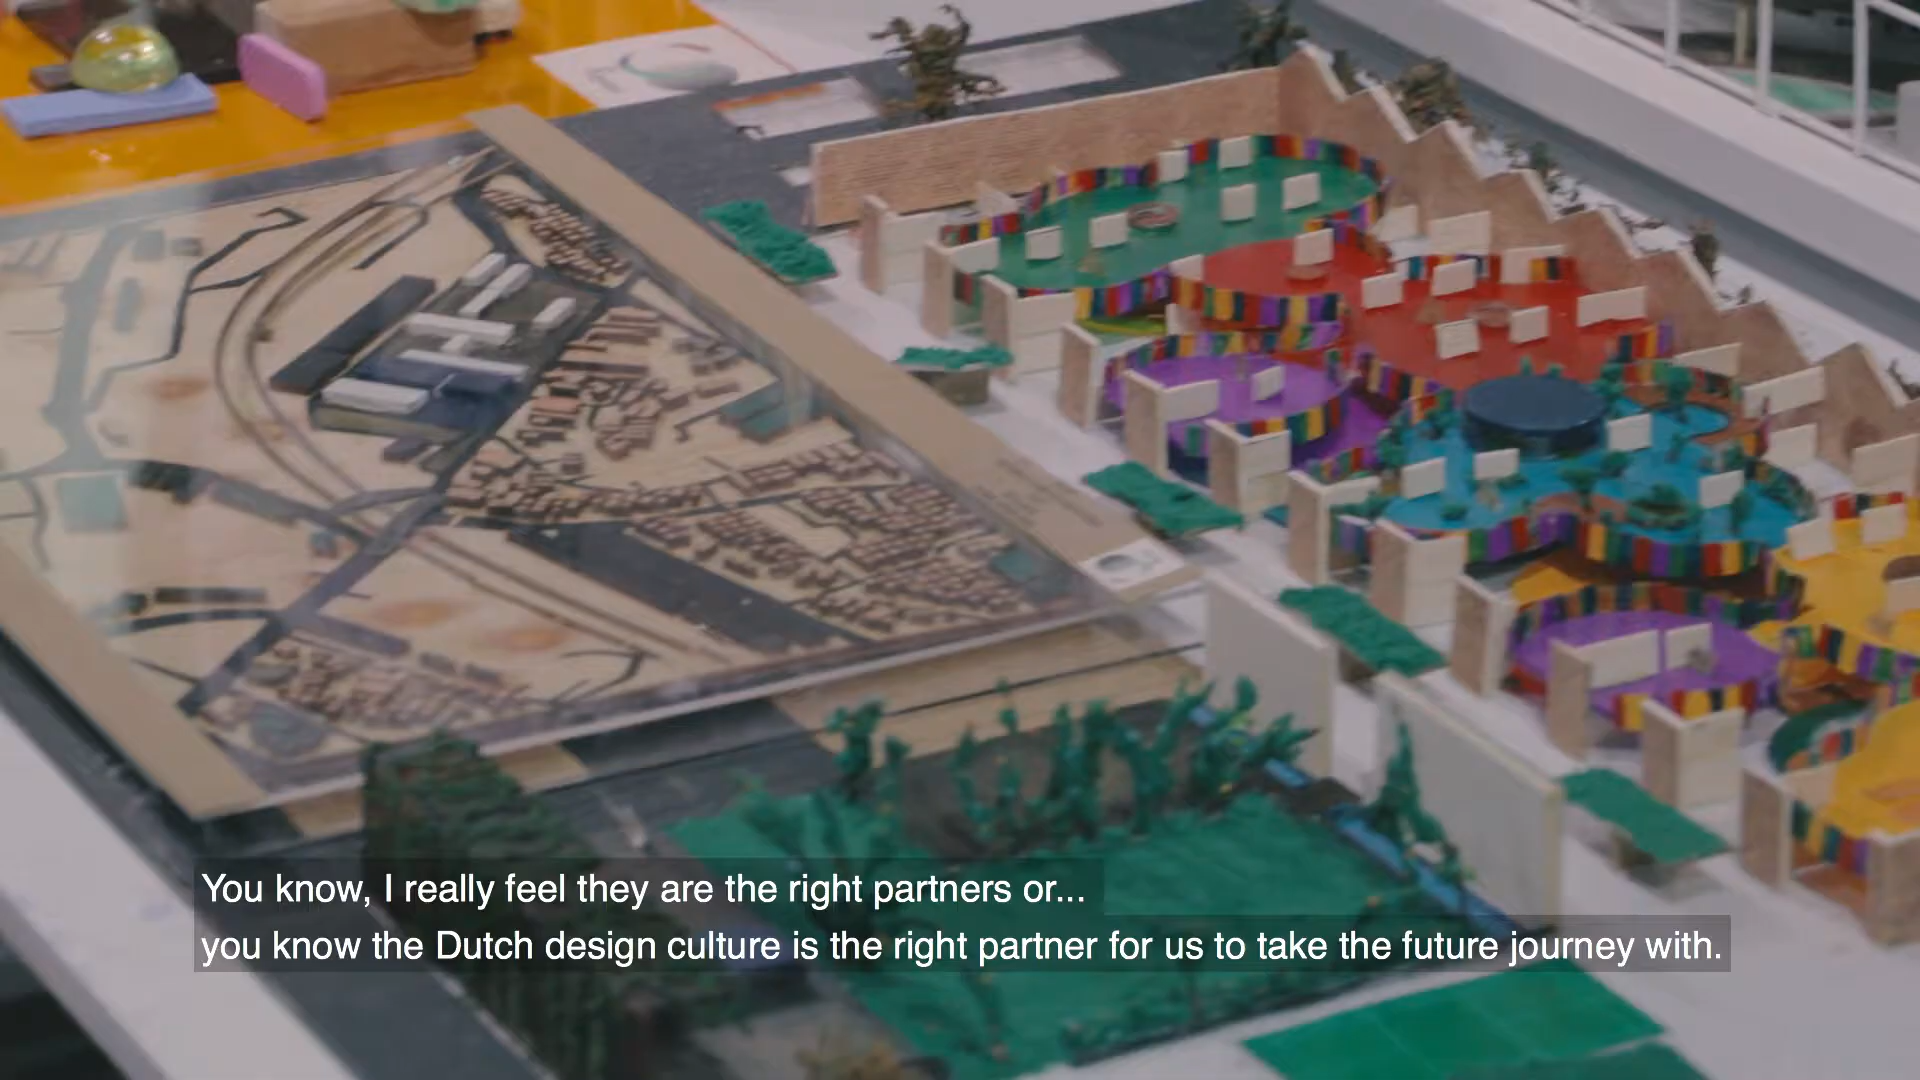 You know, I really feel they are the right partners or...
you know the Dutch design culture is the right partner for us to take the future journey with.